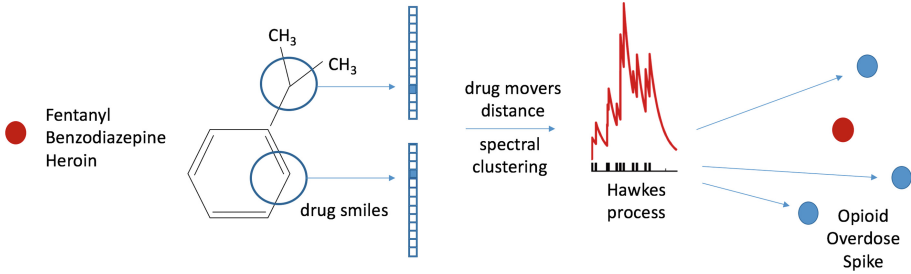 Fentanyl
Benzodiazepine
Heroin
CH3
CH3
drug smiles
drug movers
distance
spectral
clustering
Hawkes
process
Opioid
Overdose
Spike